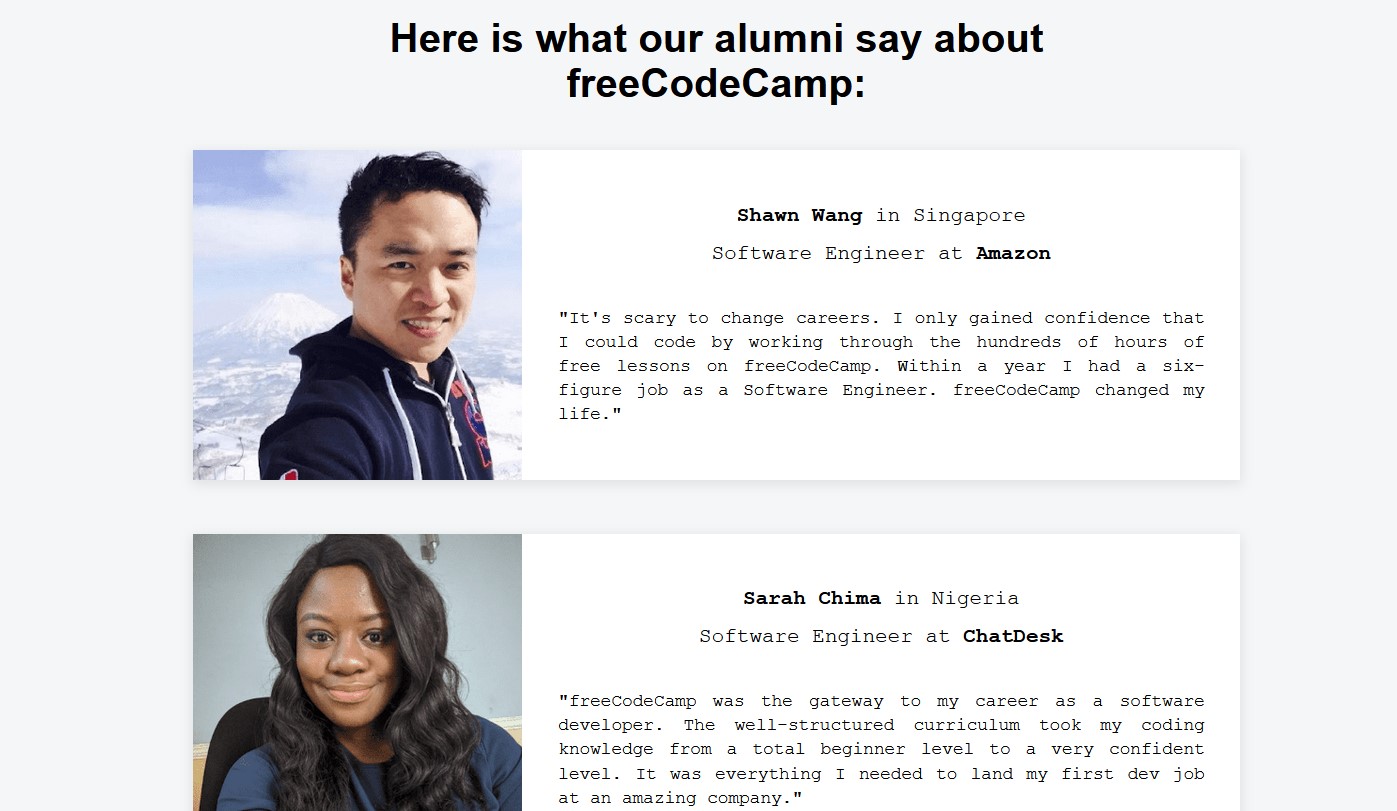 Here is what our alumni say about
freeCodeCamp:
Shawn Wang in Singapore
Software Engineer at Amazon
"It's scary to change careers. I only gained confidence that
I could code by working through the hundreds of hours of
free lessons on freeCodeCamp. Within a year I had a six-
figure job as a Software Engineer. freeCodeCamp changed my
life."
Sarah Chima in Nigeria
Software Engineer at ChatDesk
"freeCodeCamp was the gateway to my career as a software
developer. The well-structured curriculum took my coding
knowledge from a total beginner level to a very confident
level. It was everything I needed to land my first dev job
at an amazing company."